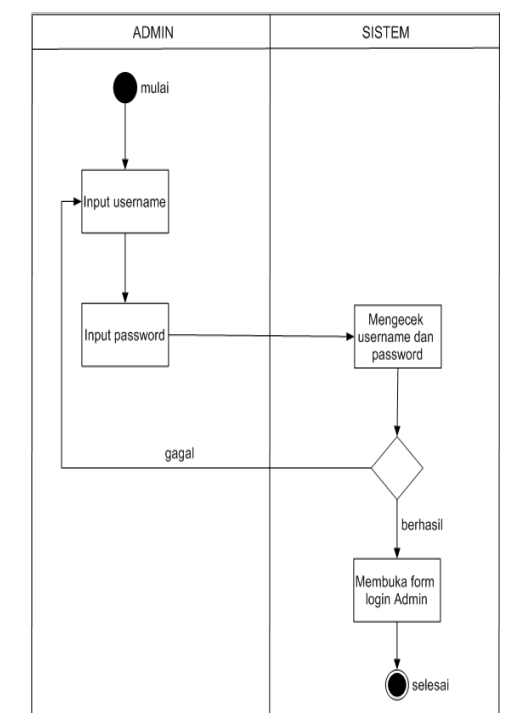 ADMIN
SISTEM
mulai
Input username
Input password
Mengecek
username dan
password
gagal
berhasil
Membuka form
login Admin
selesai